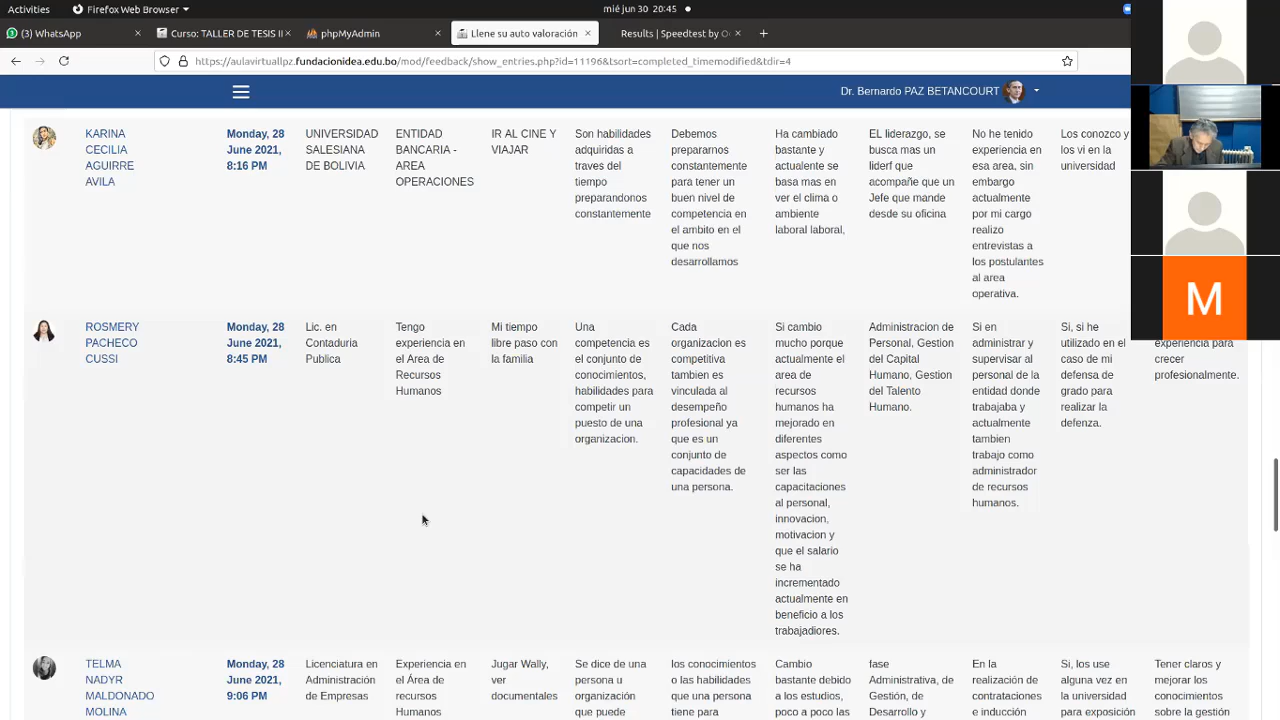 Activities
Firefox Web Browser
mié jun 30 20:45
(3) WhatsApp
Curso: TALLER DE TESIS II
phpMyAdmin
Llene su auto valoración
Results | Speedtest by O
https://aulavirtuallpz.fundacionidea.edu.bo/mod/feedback/show_entries.php?id=11196&tsort=completed_timemodified&tdir=4
Dr. Bernardo PAZ BETANCOURT
KARINA
CECILIA
AGUIRRE
AVILA
Monday, 28
June 2021,
8:16 PM
UNIVERSIDAD
SALESIANA
DE BOLIVIA
ENTIDAD
BANCARIA -
AREA
OPERACIONES
IR AL CINE Y
VIAJAR
Son habilidades
adquiridas a
traves del
tiempo
preparandonos
constantemente
Debemos
prepararnos
constantemente
para tener un
buen nivel de
competencia en
el ambito en el
que nos
desarrollamos
Ha cambiado
bastante y
actualente se
basa mas en
ver el clima o
ambiente
laboral laboral,
EL liderazgo, se
busca mas un
liderf que
acompañe que un
Jefe que mande
desde su oficina
No he tenido
experiencia en
esa area, sin
embargo
actualmente
por mi cargo
realizo
entrevistas a
los postulantes
al area
operativa.
Los conozco y
los vi en la
universidad
ROSMERY
PACHECO
CUSSI
Monday, 28
June 2021,
8:45 PM
Lic. en
Contaduria
Publica
Tengo
experiencia en
el Area de
Recursos
Humanos
Mi tiempo
libre paso con
la familia
Una
competencia es
el conjunto de
conocimientos,
habilidades para
competir un
puesto de una
organizacion.
Cada
organizacion es
competitiva
tambien es
vinculada al
desempeño
profesional ya
que es un
conjunto de
capacidades de
una persona.
Si cambio
mucho porque
actualmente el
area de
recursos
humanos ha
mejorado en
diferentes
aspectos como
ser las
capacitaciones
al personal,
innovacion,
motivacion y
que el salario
se ha
incrementado
actualmente en
beneficio a los
trabajadiores.
Administracion de
Personal, Gestion
del Capital
Humano, Gestion
del Talento
Humano.
Si en
administrar y
supervisar al
personal de la
entidad donde
trabajaba y
actualmente
tambien
trabajo como
administrador
de recursos
humanos.
Si, si he
utilizado en el
caso de mi
defensa de
grado para
realizar la
defenza.
experiencia para
crecer
profesionalmente.
M
TELMA
NADYR
MALDONADO
MOLINA
Monday, 28
June 2021,
9:06 PM
Licenciatura en
Administración
de Empresas
Experiencia en
el Área de
recursos
Humanos
Jugar Wally,
ver
documentales
Se dice de una
persona u
organización
que puede
los conocimientos
o las habilidades
que una persona
tiene para
Cambio
bastante debido
a los estudios,
poco a poco las
fase
Administrativa, de
Gestión, de
Desarrollo y
En la
realización de
contrataciones
e inducción
Si, los use
alguna vez en
la universidad
para exposición
Tener claros y
mejorar los
conocimientos
sobre la gestión